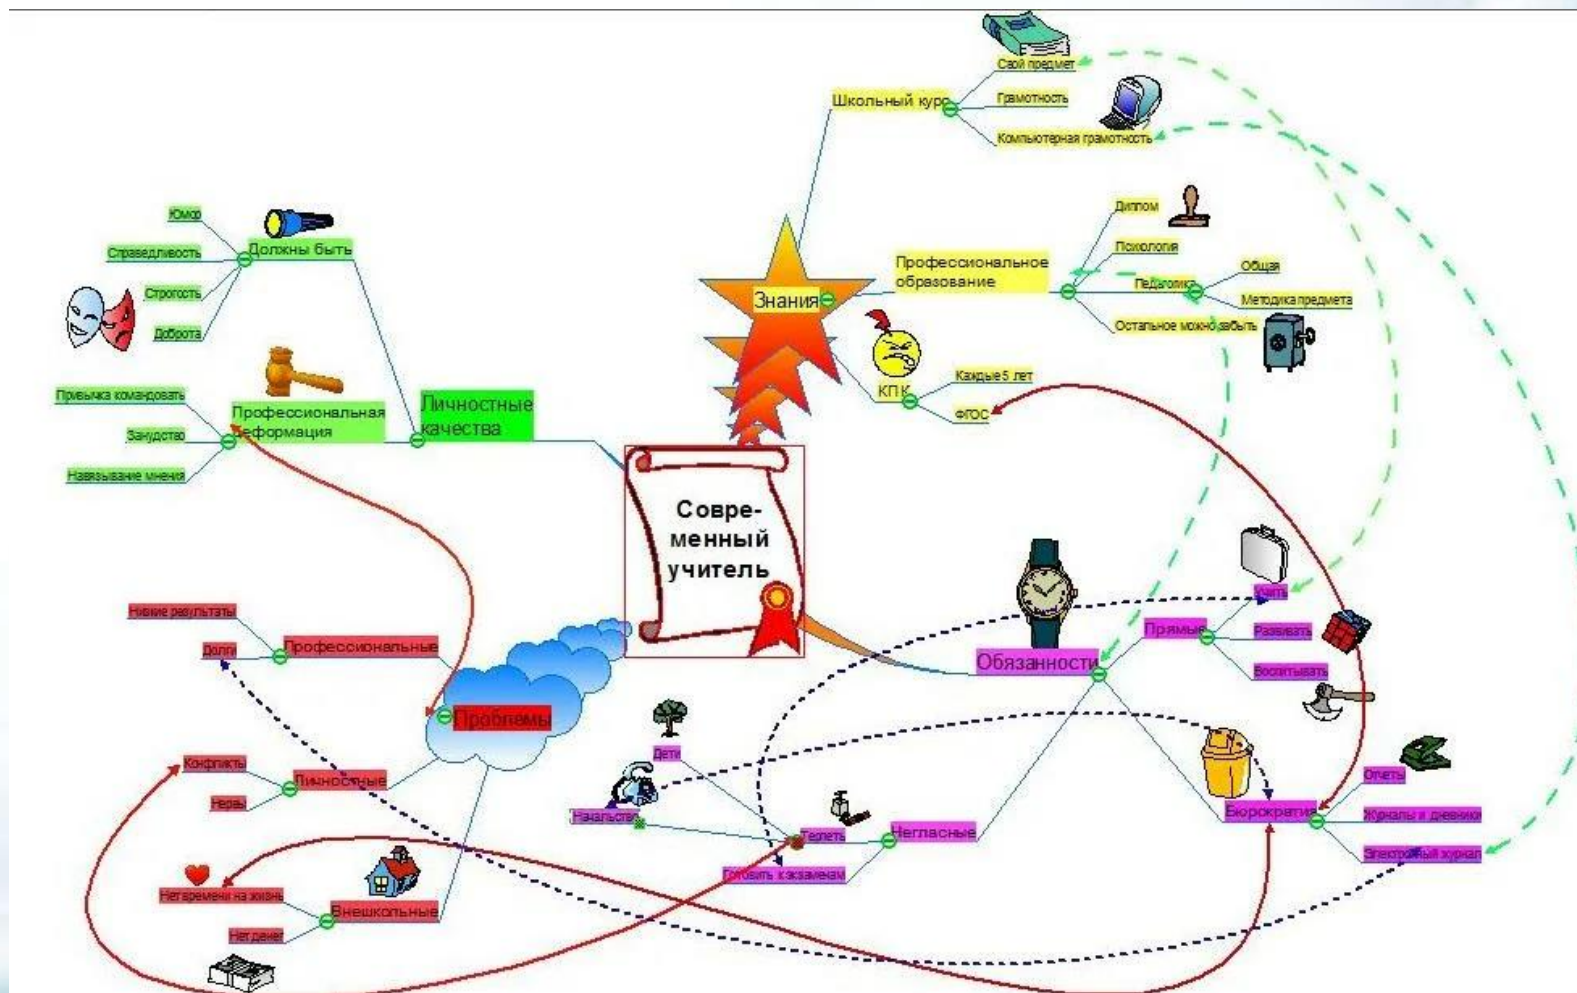 Совре-
менный
учитель
Знания
Школьный курс
Свой предмет
Грамотность
Компьютерная грамотность
Профессиональное
образование
Диплом
Психология
Педагогика
Общая
Методика предмета
Остальное можно забыть
КПК
Каждые 5 лет
ФГОС
Обязанности
Прямые
Учить
Развивать
Воспитывать
Бюрократия
Отчеты
Журналы и дневники
Электронный журнал
Негласные
Терпеть
Дети
Начальство
Готовить к экзаменам
Проблемы
Профессиональные
Низкие результаты
Долги
Личностные
Конфликты
Нервы
Внешкольные
Нет времени на жизнь
Нет денег
Личностные
качества
Должны быть
Юмор
Справедливость
Строгость
Доброта
Профессиональная
деформация
Привычка командовать
Занудство
Навязывание мнения